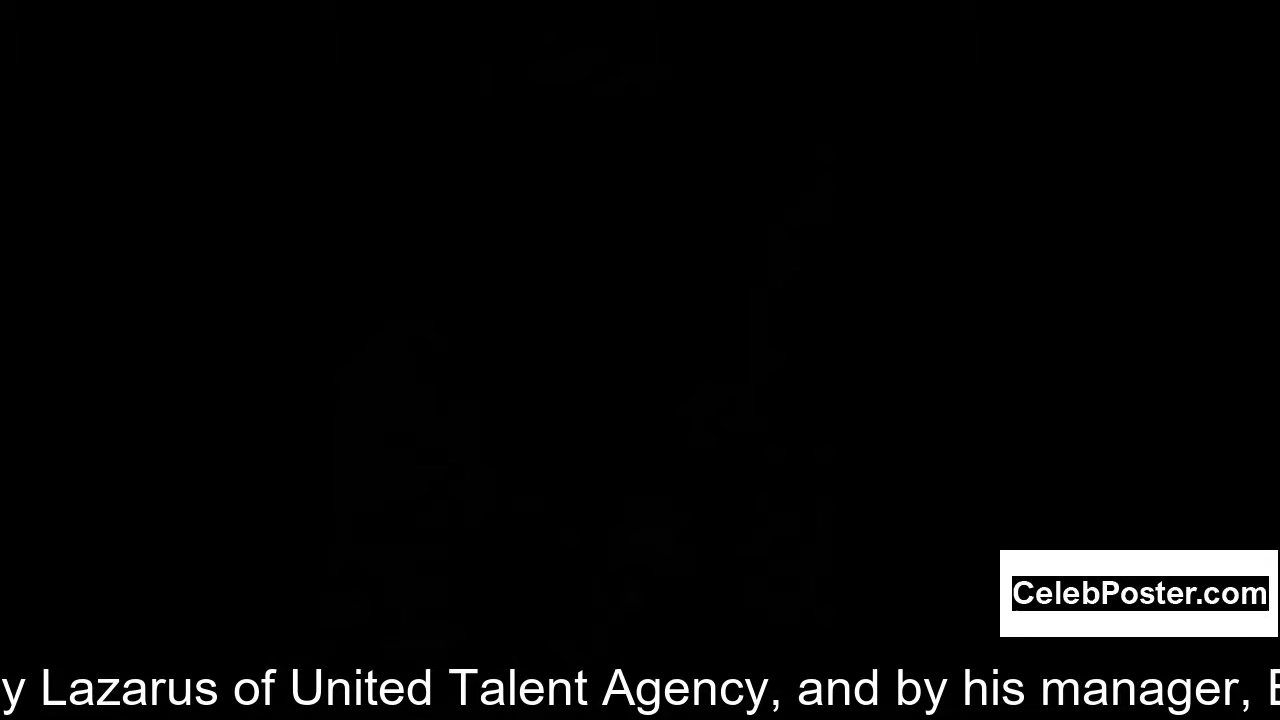 CelebPoster.com
y Lazarus of United Talent Agency, and by his manager,